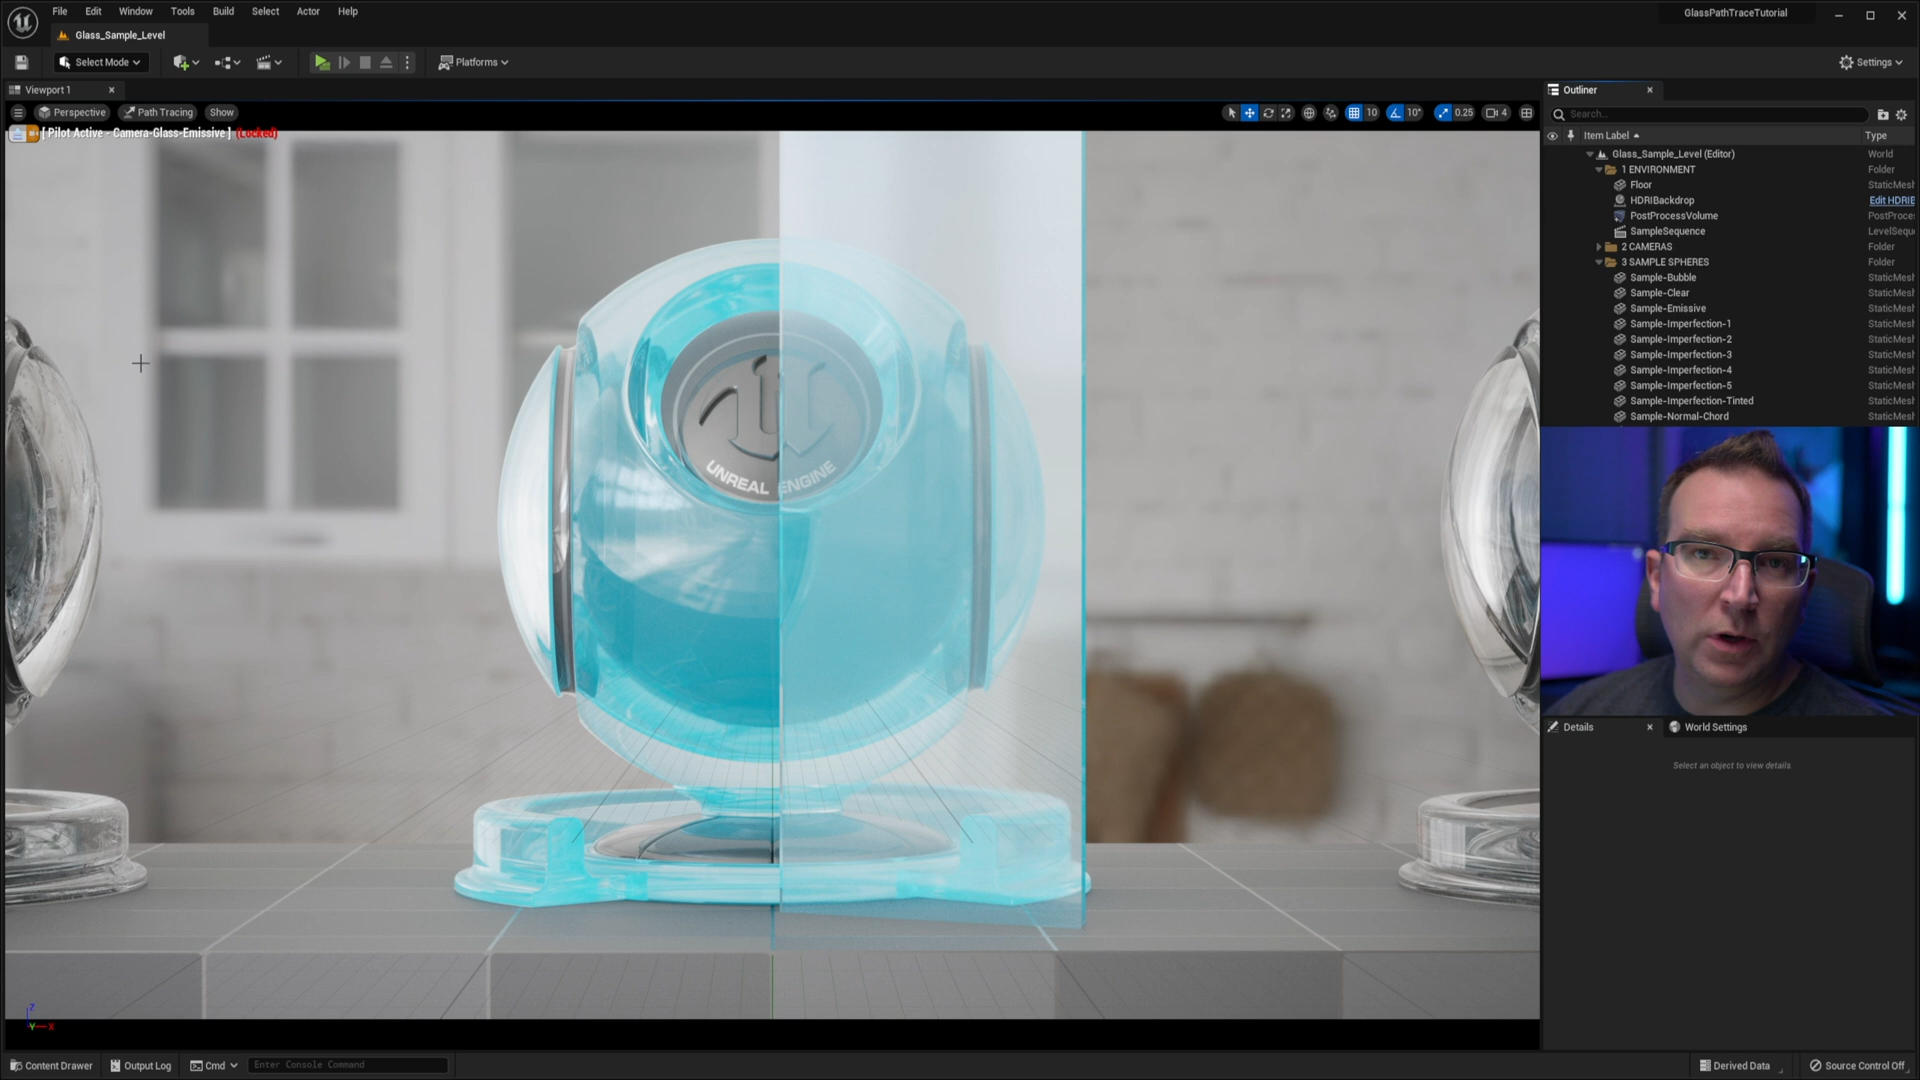 File Edit Window Tools Build Select Actor Help
GlassPathTraceTutorial
Glass_Sample_Level
Select Mode
Platforms
Settings
Viewport 1
Perspective Path Tracing Show
10 10° 0.25 4
[ Pilot Active - Camera-Glass-Emissive ] (Locked)
UNREAL ENGINE
Z
Y X
Outliner
Search...
Item Label Type
Glass_Sample_Level (Editor) World
1 ENVIRONMENT Folder
Floor StaticMesh
HDRIBackdrop Edit HDRIB
PostProcessVolume PostProces
SampleSequence LevelSequ
2 CAMERAS Folder
3 SAMPLE SPHERES Folder
Sample-Bubble StaticMesh
Sample-Clear StaticMesh
Sample-Emissive StaticMesh
Sample-Imperfection-1 StaticMesh
Sample-Imperfection-2 StaticMesh
Sample-Imperfection-3 StaticMesh
Sample-Imperfection-4 StaticMesh
Sample-Imperfection-5 StaticMesh
Sample-Imperfection-Tinted StaticMesh
Sample-Normal-Chord StaticMesh
Details World Settings
Select an object to view details.
Content Drawer Output Log Cmd Enter Console Command
Derived Data Source Control Off